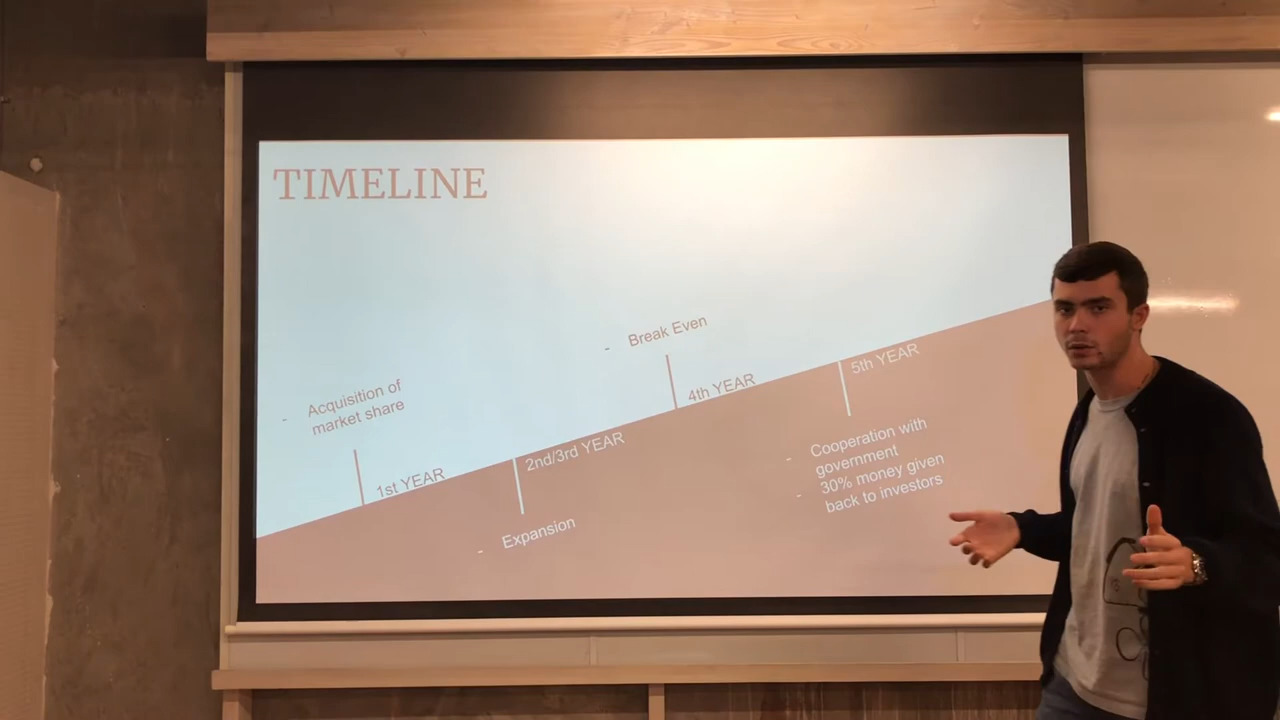 TIMELINE
- Acquisition of
market share
1st YEAR
2nd/3rd YEAR
- Expansion
- Break Even
4th YEAR
5th YEAR
- Cooperation with
government
- 30% money given
back to investors